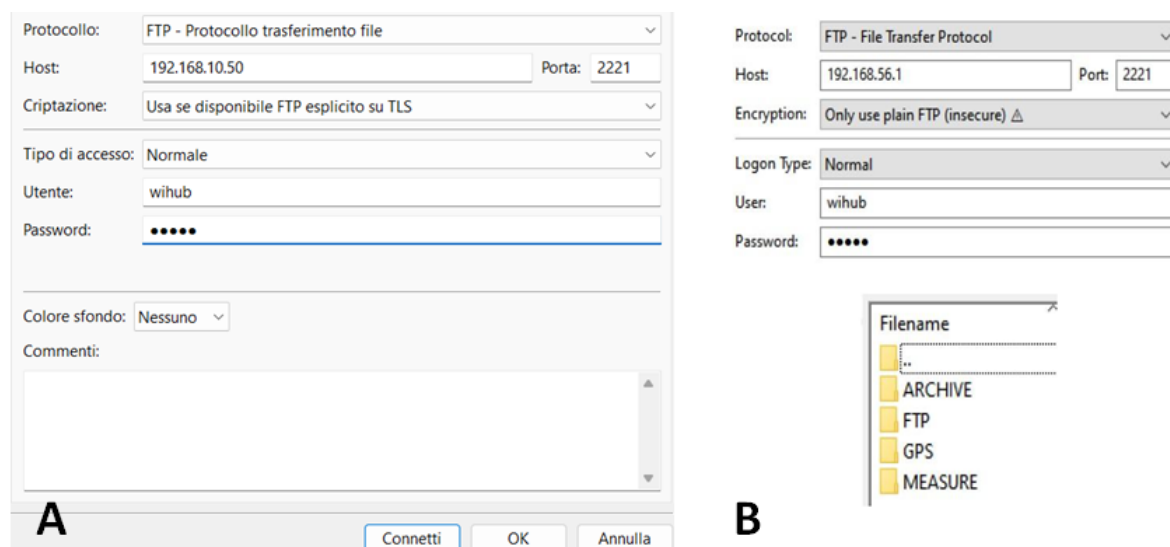 Protocollo: FTP - Protocollo trasferimento file
Host: 192.168.10.50 Porta: 2221
Criptazione: Usa se disponibile FTP esplicito su TLS
Tipo di accesso: Normale
Utente: wihub
Password: •••••
Colore sfondo: Nessuno
Commenti:
A
Connetti OK Annulla
Protocol: FTP - File Transfer Protocol
Host: 192.168.56.1 Port: 2221
Encryption: Only use plain FTP (insecure) ⚠
Logon Type: Normal
User: wihub
Password: •••••
Filename
..
ARCHIVE
FTP
GPS
MEASURE
B